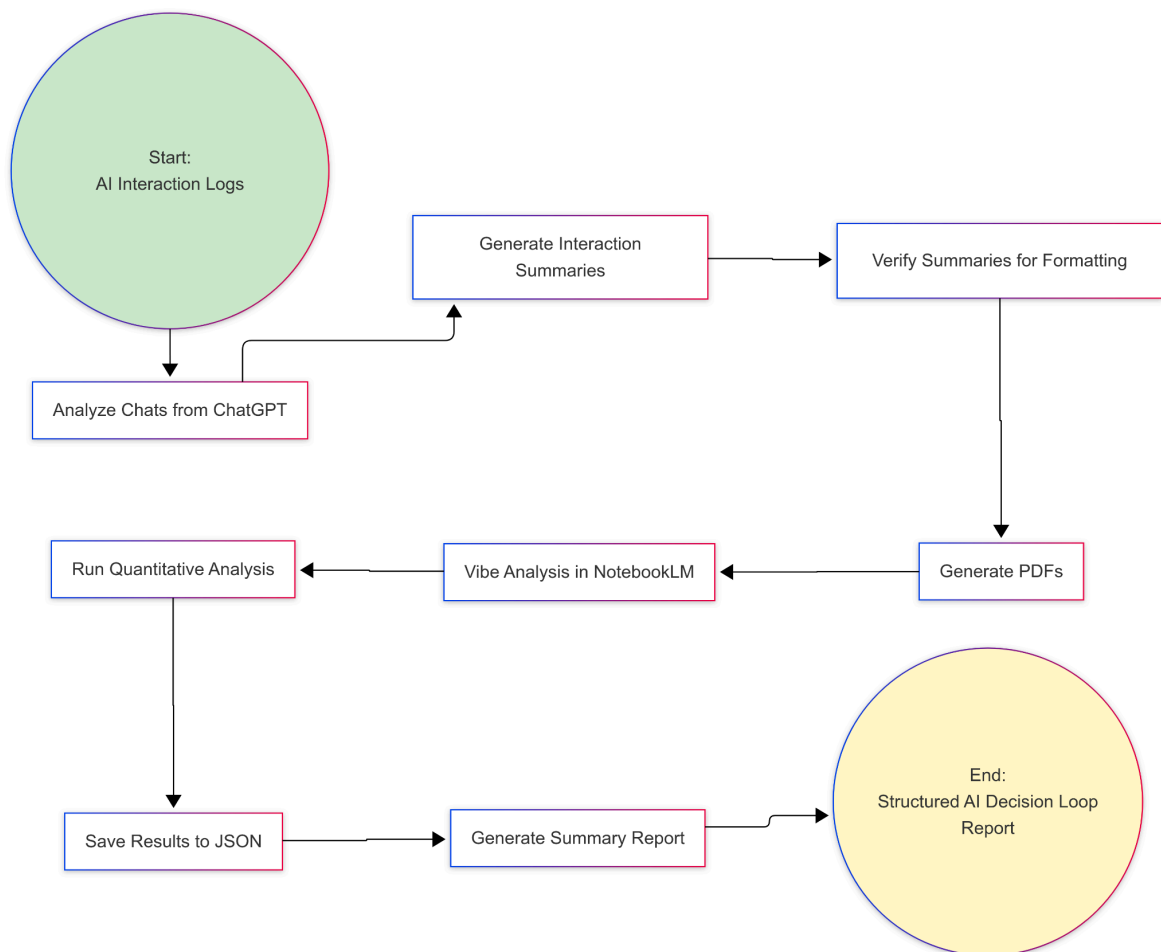 Start:
AI Interaction Logs
Analyze Chats from ChatGPT
Generate Interaction
Summaries
Verify Summaries for Formatting
Generate PDFs
Vibe Analysis in NotebookLM
Run Quantitative Analysis
Save Results to JSON
Generate Summary Report
End:
Structured AI Decision Loop
Report